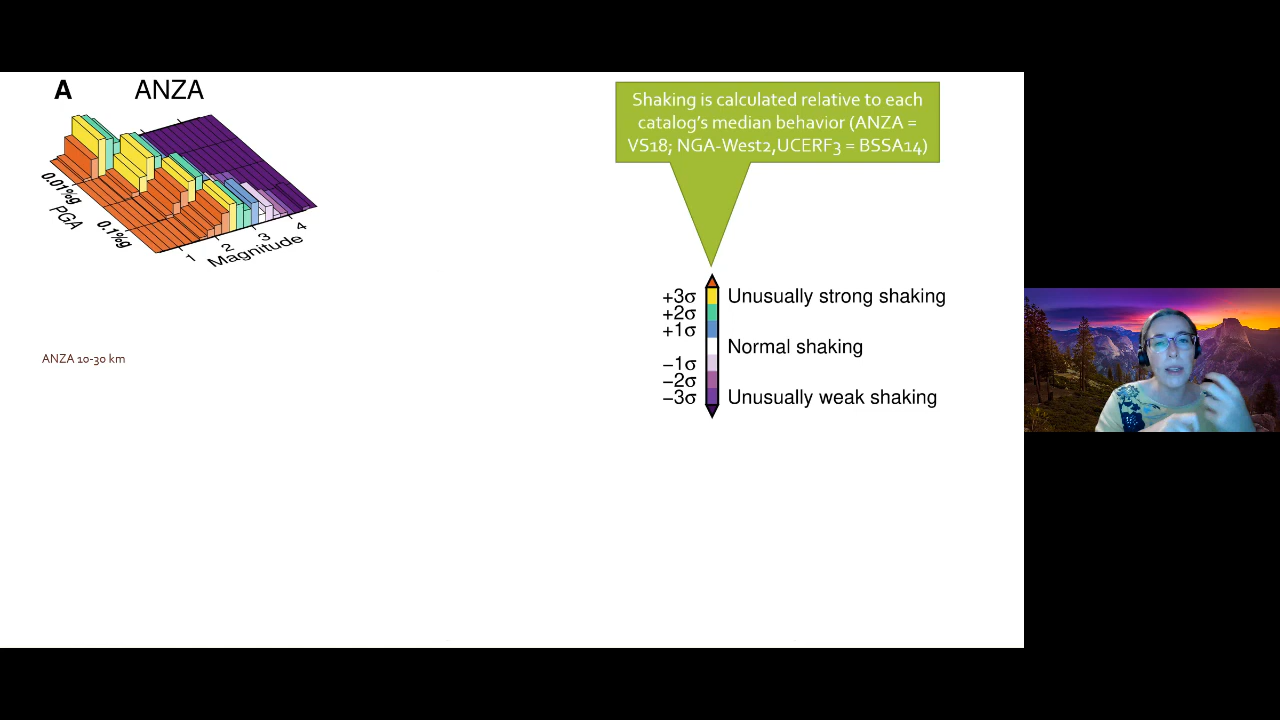 A ANZA
0.01%g
PGA
0.1%g
1
2
3
4
Magnitude
ANZA 10-30 km
Shaking is calculated relative to each
catalog's median behavior (ANZA =
VS18; NGA-West2,UCERF3 = BSSA14)
+3σ Unusually strong shaking
+2σ
+1σ
Normal shaking
−1σ
−2σ
−3σ Unusually weak shaking